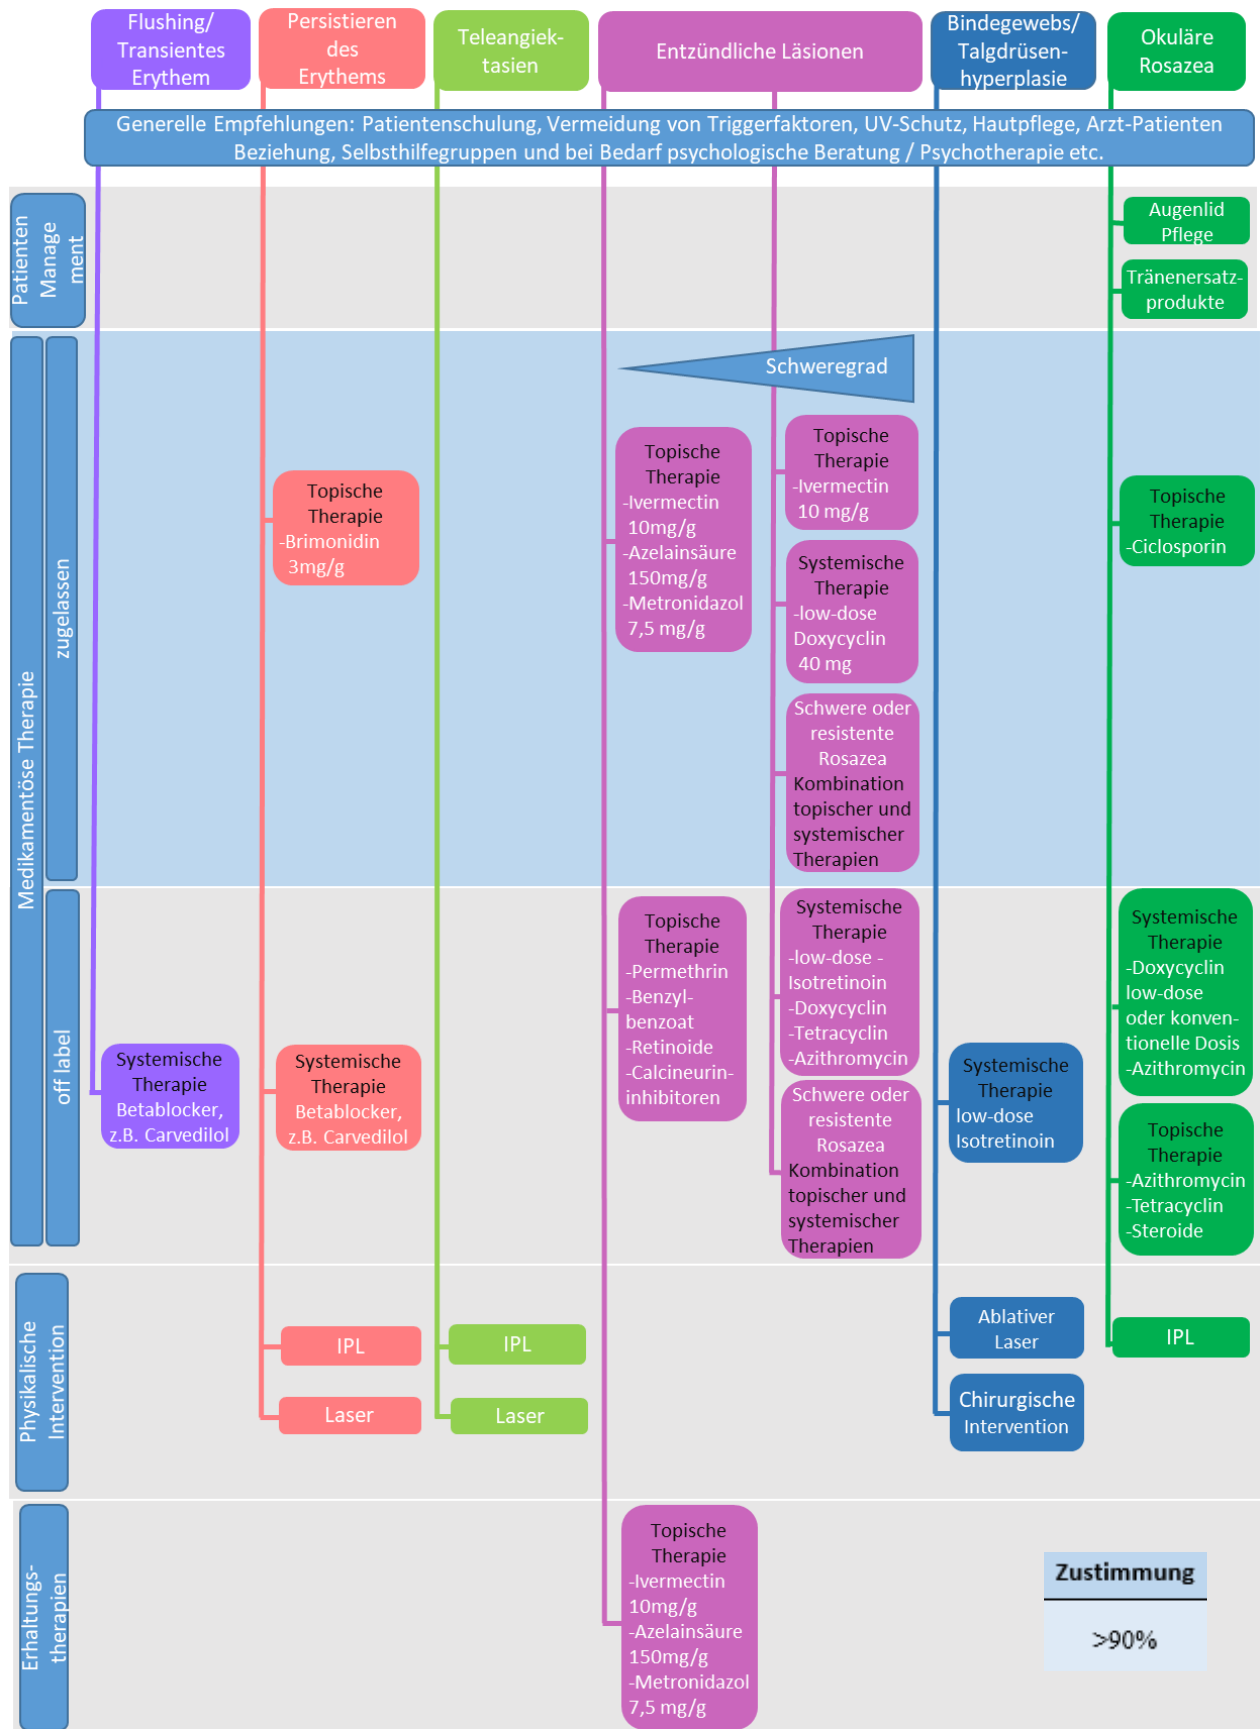 Flushing/
Transientes
Erythem
Persistieren
des
Erythems
Teleangiek-
tasien
Entzündliche Läsionen
Bindegewebs/
Talgdrüsen-
hyperplasie
Okuläre
Rosazea
Generelle Empfehlungen: Patientenschulung, Vermeidung von Triggerfaktoren, UV-Schutz, Hautpflege, Arzt-Patienten
Beziehung, Selbsthilfegruppen und bei Bedarf psychologische Beratung / Psychotherapie etc.
Patienten
Manage
ment
Augenlid
Pflege
Tränenersatz-
produkte
Medikamentöse Therapie
zugelassen
Schweregrad
Topische
Therapie
-Brimonidin
3mg/g
Topische
Therapie
-Ivermectin
10mg/g
-Azelainsäure
150mg/g
-Metronidazol
7,5 mg/g
Topische
Therapie
-Ivermectin
10 mg/g
Systemische
Therapie
-low-dose
Doxycyclin
40 mg
Schwere oder
resistente
Rosazea
Kombination
topischer und
systemischer
Therapien
Topische
Therapie
-Ciclosporin
off label
Systemische
Therapie
Betablocker,
z.B. Carvedilol
Systemische
Therapie
Betablocker,
z.B. Carvedilol
Topische
Therapie
-Permethrin
-Benzyl-
benzoat
-Retinoide
-Calcineurin-
inhibitoren
Systemische
Therapie
-low-dose -
Isotretinoin
-Doxycyclin
-Tetracyclin
-Azithromycin
Schwere oder
resistente
Rosazea
Kombination
topischer und
systemischer
Therapien
Systemische
Therapie
low-dose
Isotretinoin
Systemische
Therapie
-Doxycyclin
low-dose
oder konven-
tionelle Dosis
-Azithromycin
Topische
Therapie
-Azithromycin
-Tetracyclin
-Steroide
Physikalische
Intervention
IPL
Laser
IPL
Laser
Ablativer
Laser
Chirurgische
Intervention
IPL
Erhaltungs-
therapien
Topische
Therapie
-Ivermectin
10mg/g
-Azelainsäure
150mg/g
-Metronidazol
7,5 mg/g
Zustimmung
>90%